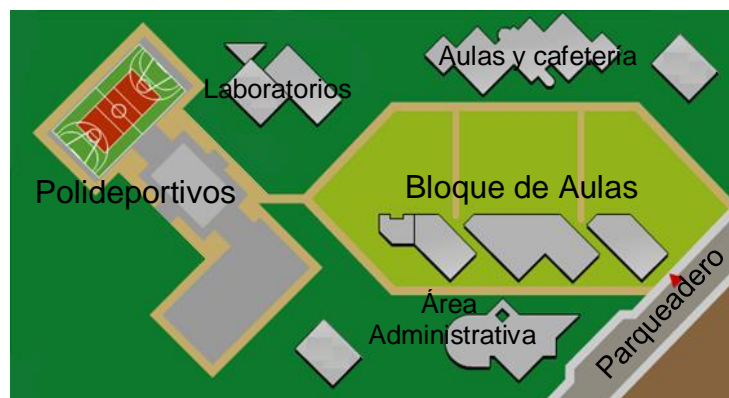 Aulas y cafetería
Laboratorios
Polideportivos
Bloque de Aulas
Área
Administrativa
Parqueadero